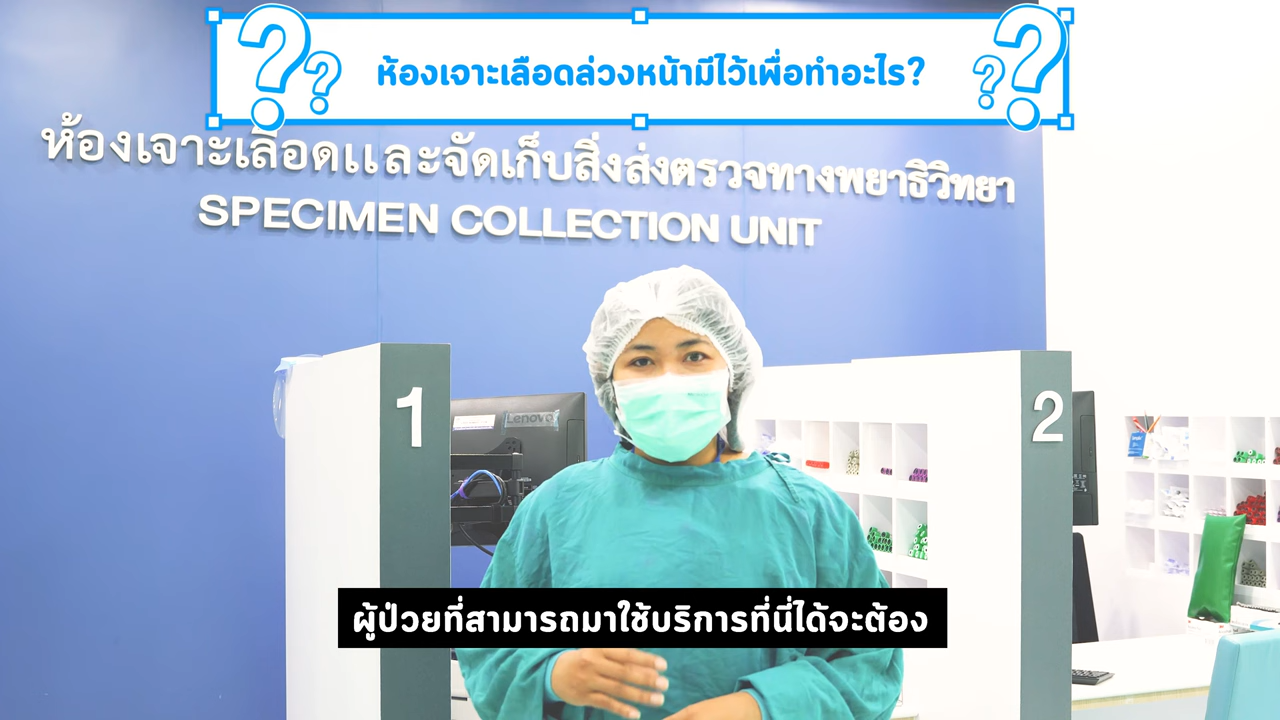 ห้องเจาะเลือดล่วงหน้ามีไว้เพื่อทำอะไร?
ห้องเจาะเลือดและจัดเก็บสิ่งส่งตรวจทางพยาธิวิทยา
SPECIMEN COLLECTION UNIT
1
2
Lenovo
ผู้ป่วยที่สามารถมาใช้บริการที่นี่ได้จะต้อง